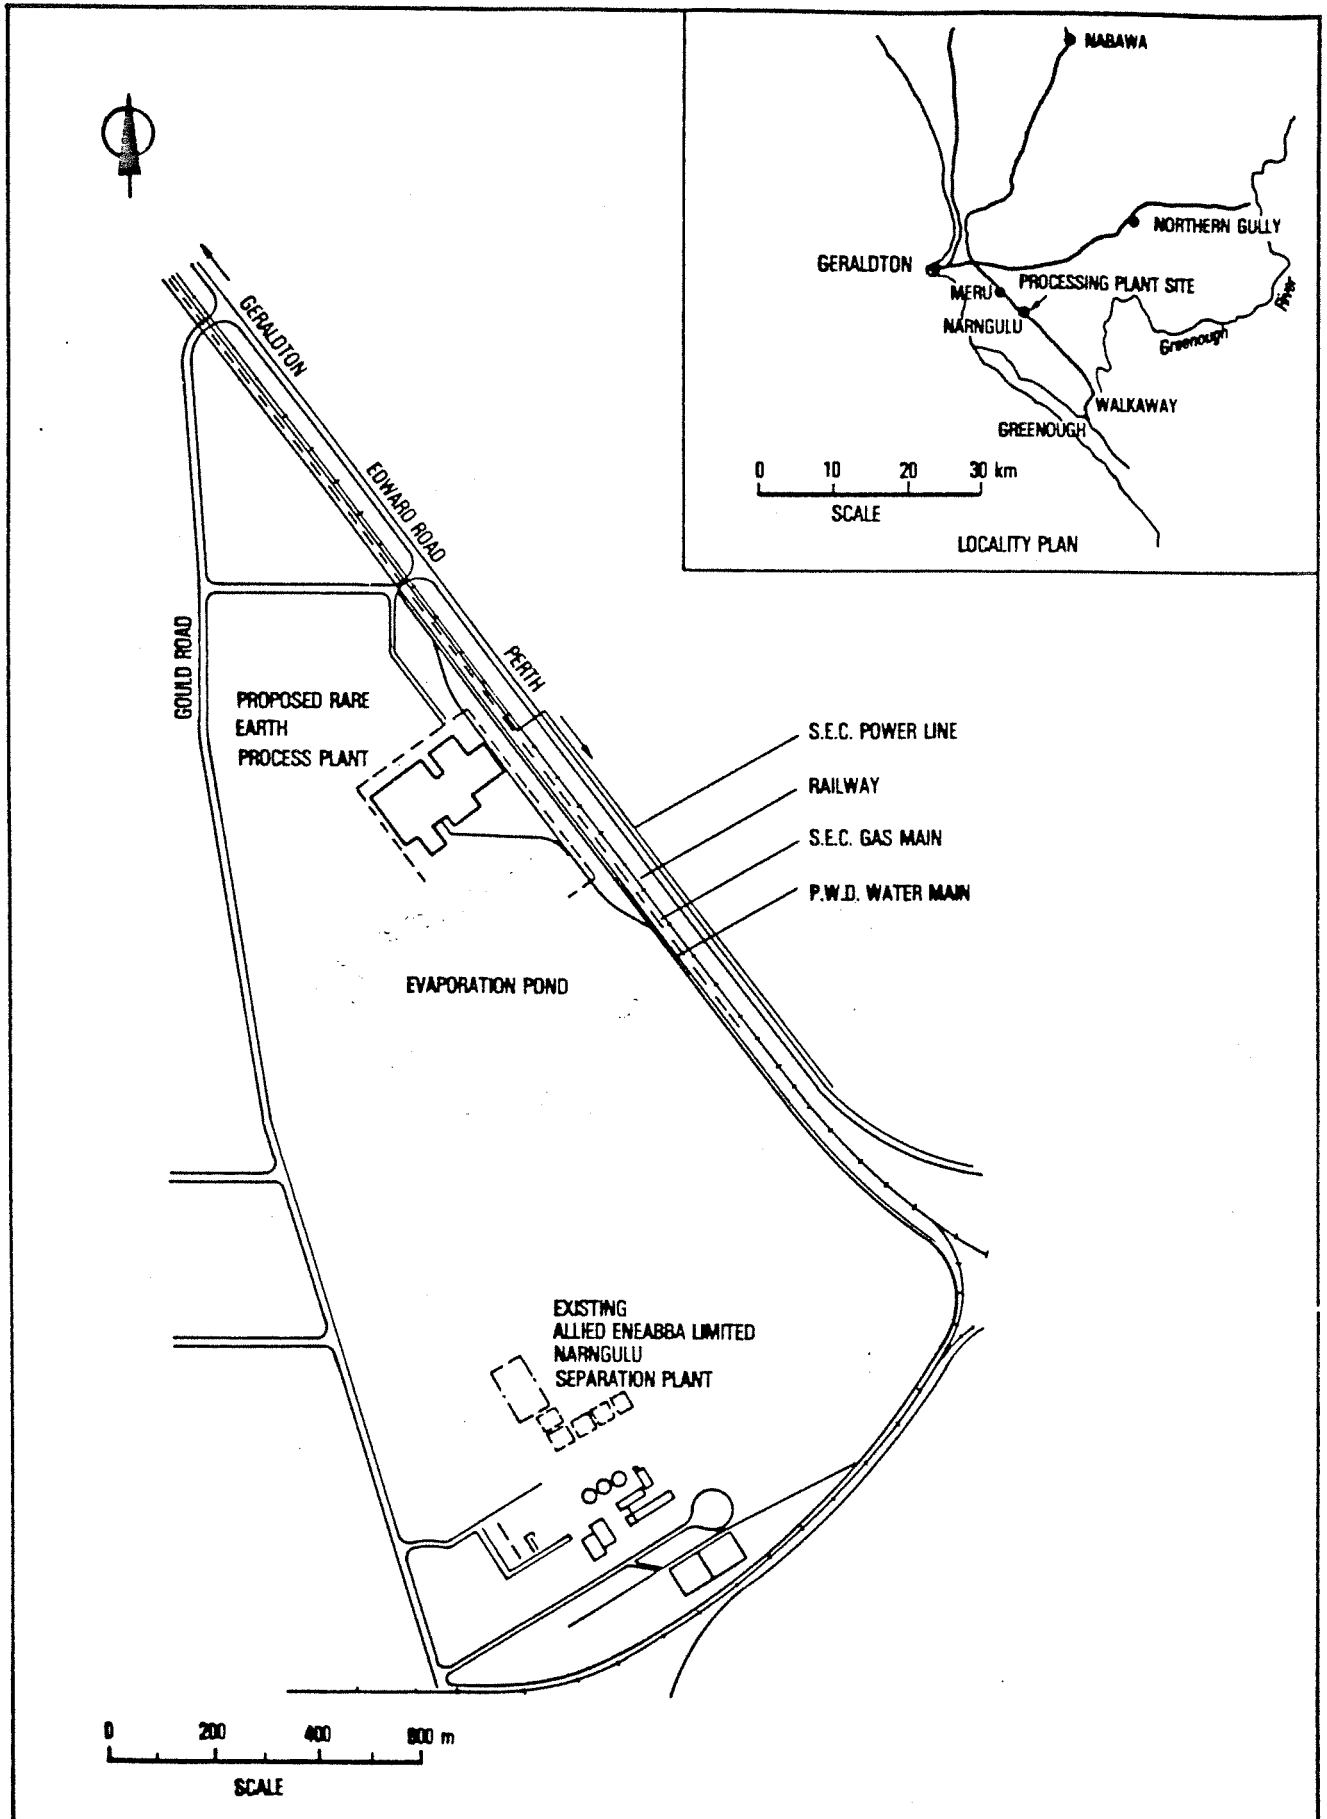 NABAWA
NORTHERN GULLY
GERALDTON
MERU
PROCESSING PLANT SITE
NARNGULU
River
Greenough
WALKAWAY
GREENOUGH
0 10 20 30 km
SCALE
LOCALITY PLAN
GERALDTON
EDWARD ROAD
PERTH
GOULD ROAD
PROPOSED RARE
EARTH
PROCESS PLANT
S.E.C. POWER LINE
RAILWAY
S.E.C. GAS MAIN
P.W.D. WATER MAIN
EVAPORATION POND
EXISTING
ALLIED ENEABBA LIMITED
NARNGULU
SEPARATION PLANT
0 200 400 600 m
SCALE